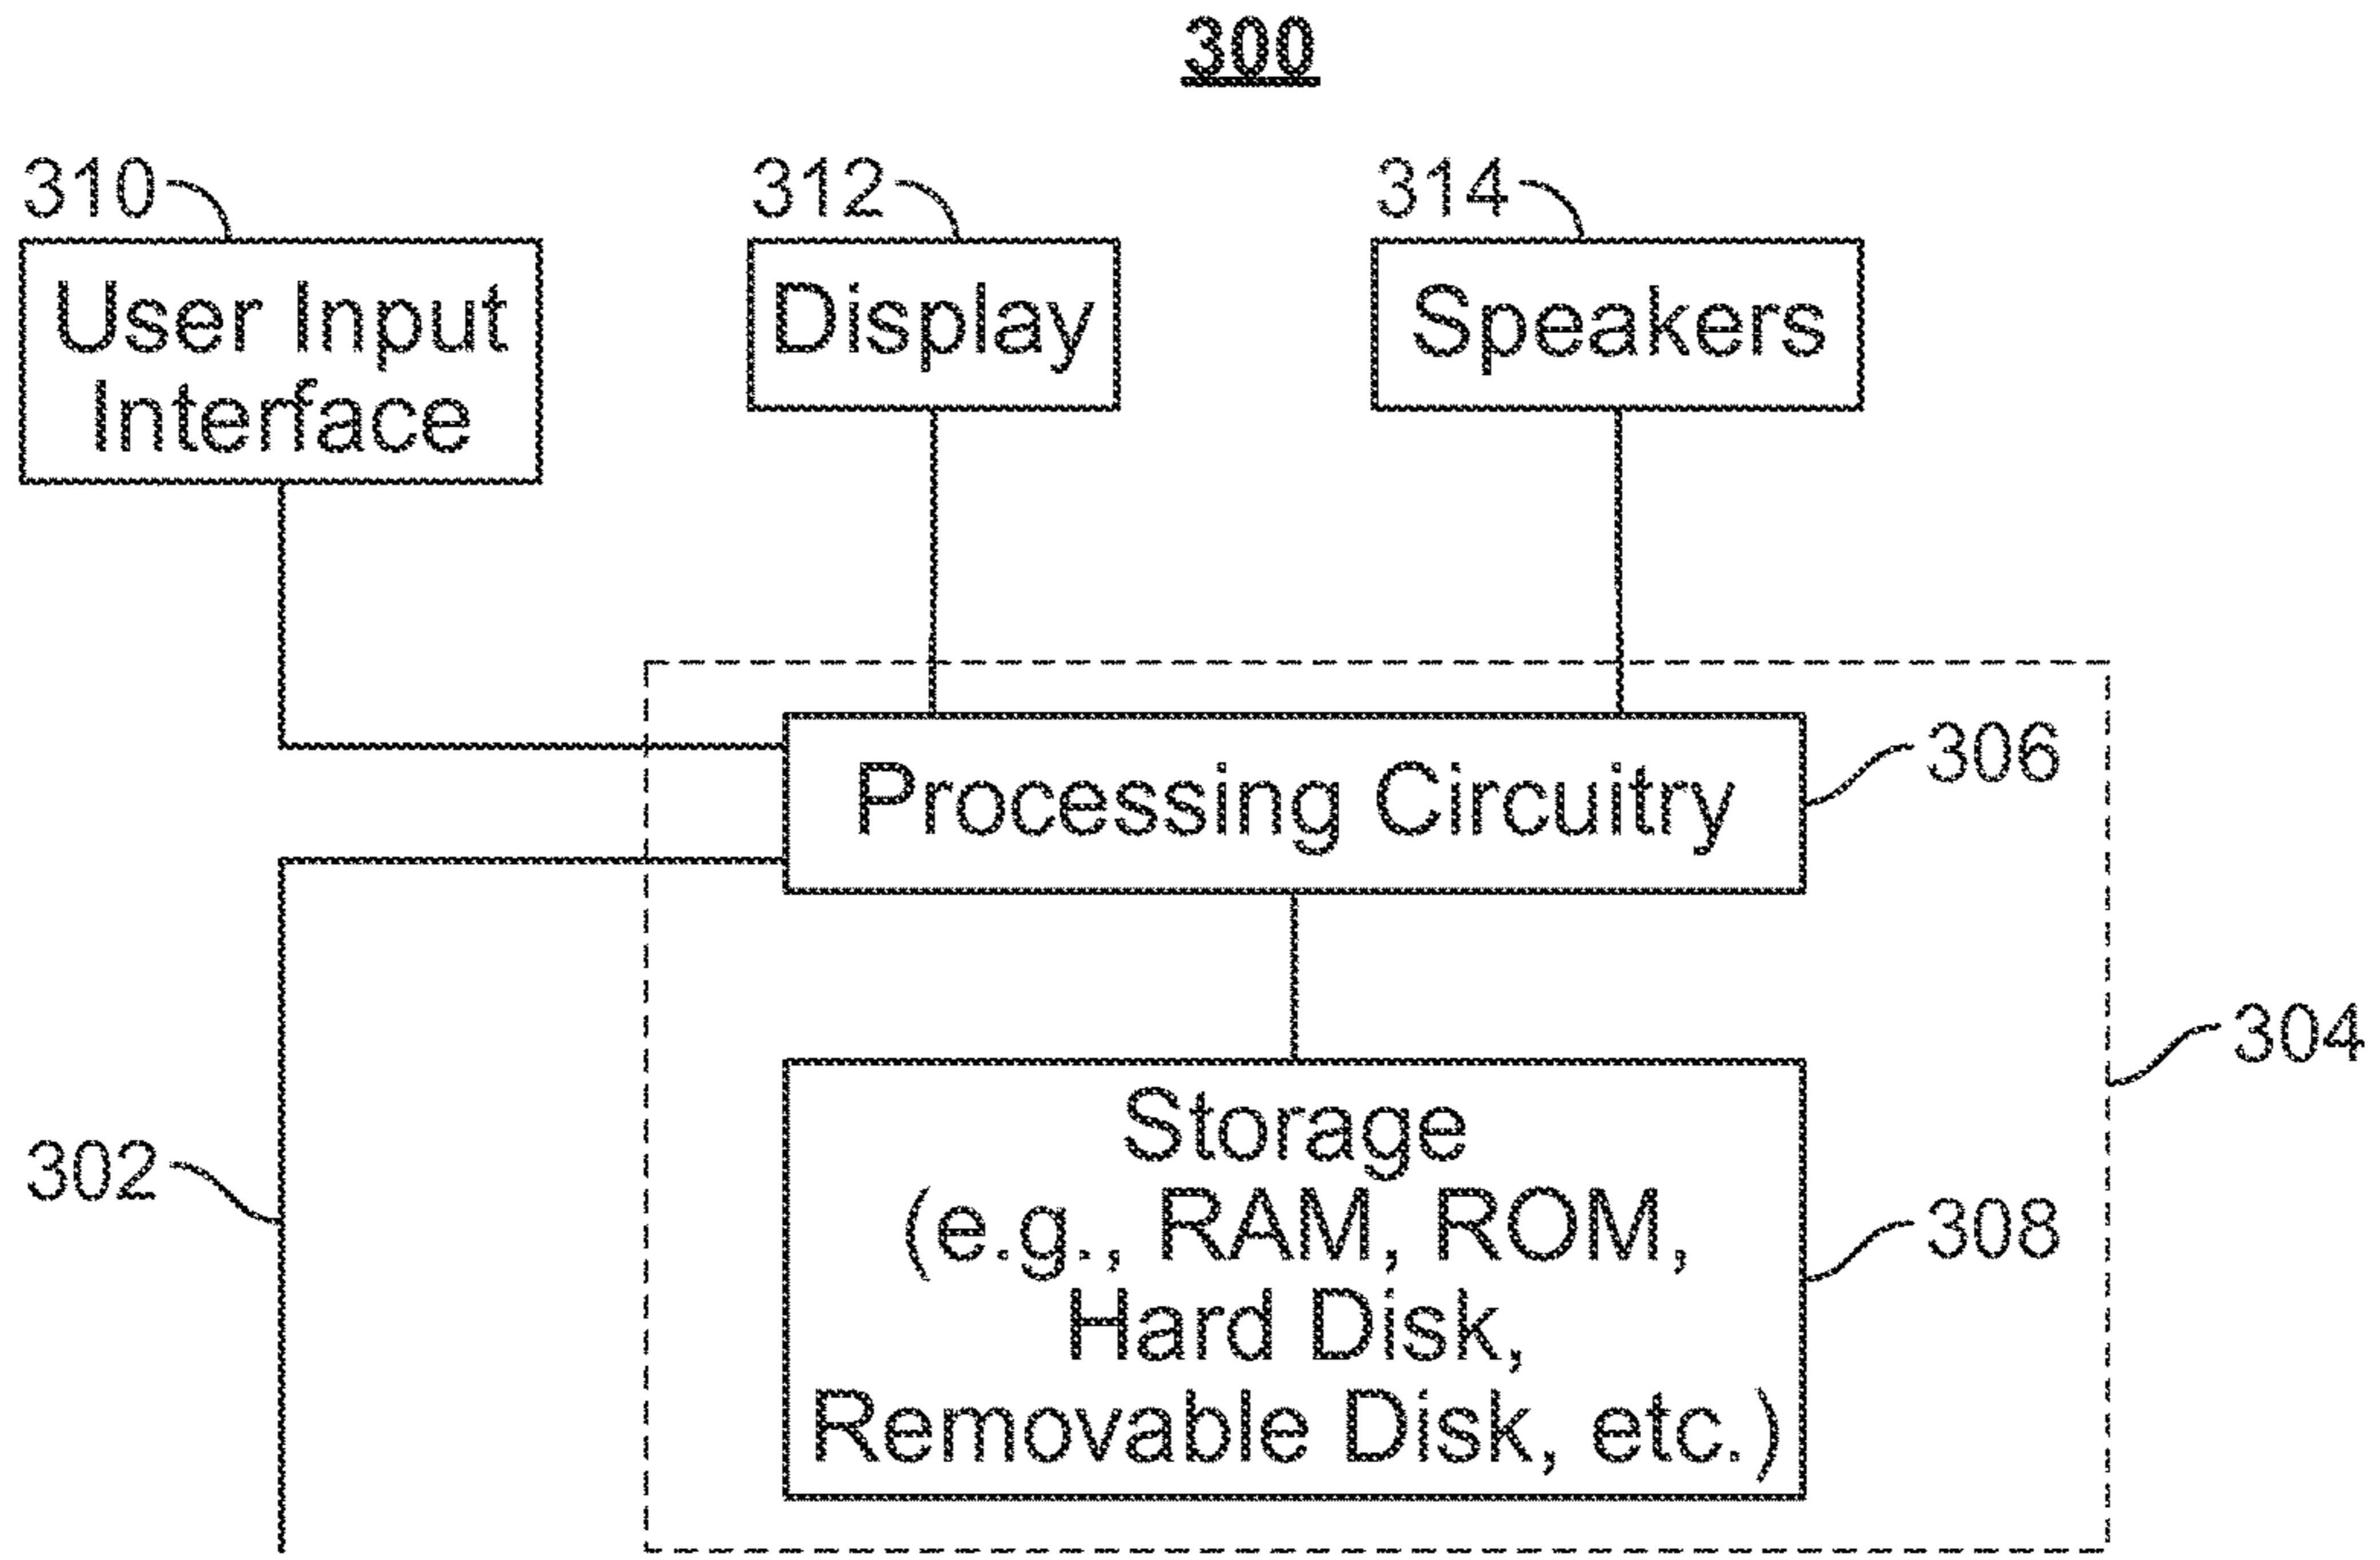 300
310
312
314
User Input
Interface
Display
Speakers
Processing Circuitry
306
304
302
Storage
(e.g., RAM, ROM,
Hard Disk,
Removable Disk, etc.)
308